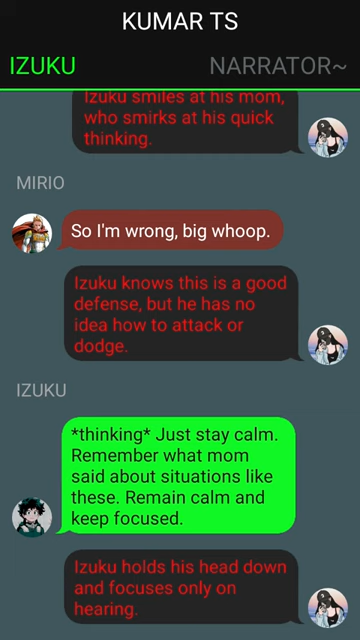 KUMAR TS
IZUKU
NARRATOR~
Izuku smiles at his mom,
who smirks at his quick
thinking.
MIRIO
So I'm wrong, big whoop.
Izuku knows this is a good
defense, but he has no
idea how to attack or
dodge.
IZUKU
*thinking* Just stay calm.
Remember what mom
said about situations like
these. Remain calm and
keep focused.
Izuku holds his head down
and focuses only on
hearing.